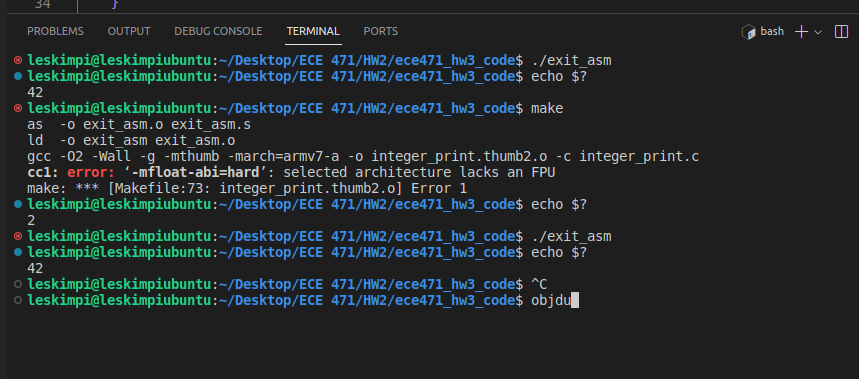 34 }
PROBLEMS OUTPUT DEBUG CONSOLE TERMINAL PORTS bash
leskimpi@leskimpiubuntu:~/Desktop/ECE 471/HW2/ece471_hw3_code$ ./exit_asm
leskimpi@leskimpiubuntu:~/Desktop/ECE 471/HW2/ece471_hw3_code$ echo $?
42
leskimpi@leskimpiubuntu:~/Desktop/ECE 471/HW2/ece471_hw3_code$ make
as  -o exit_asm.o exit_asm.s
ld  -o exit_asm exit_asm.o
gcc -O2 -Wall -g -mthumb -march=armv7-a -o integer_print.thumb2.o -c integer_print.c
cc1: error: ‘-mfloat-abi=hard’: selected architecture lacks an FPU
make: *** [Makefile:73: integer_print.thumb2.o] Error 1
leskimpi@leskimpiubuntu:~/Desktop/ECE 471/HW2/ece471_hw3_code$ echo $?
2
leskimpi@leskimpiubuntu:~/Desktop/ECE 471/HW2/ece471_hw3_code$ ./exit_asm
leskimpi@leskimpiubuntu:~/Desktop/ECE 471/HW2/ece471_hw3_code$ echo $?
42
leskimpi@leskimpiubuntu:~/Desktop/ECE 471/HW2/ece471_hw3_code$ ^C
leskimpi@leskimpiubuntu:~/Desktop/ECE 471/HW2/ece471_hw3_code$ objdu